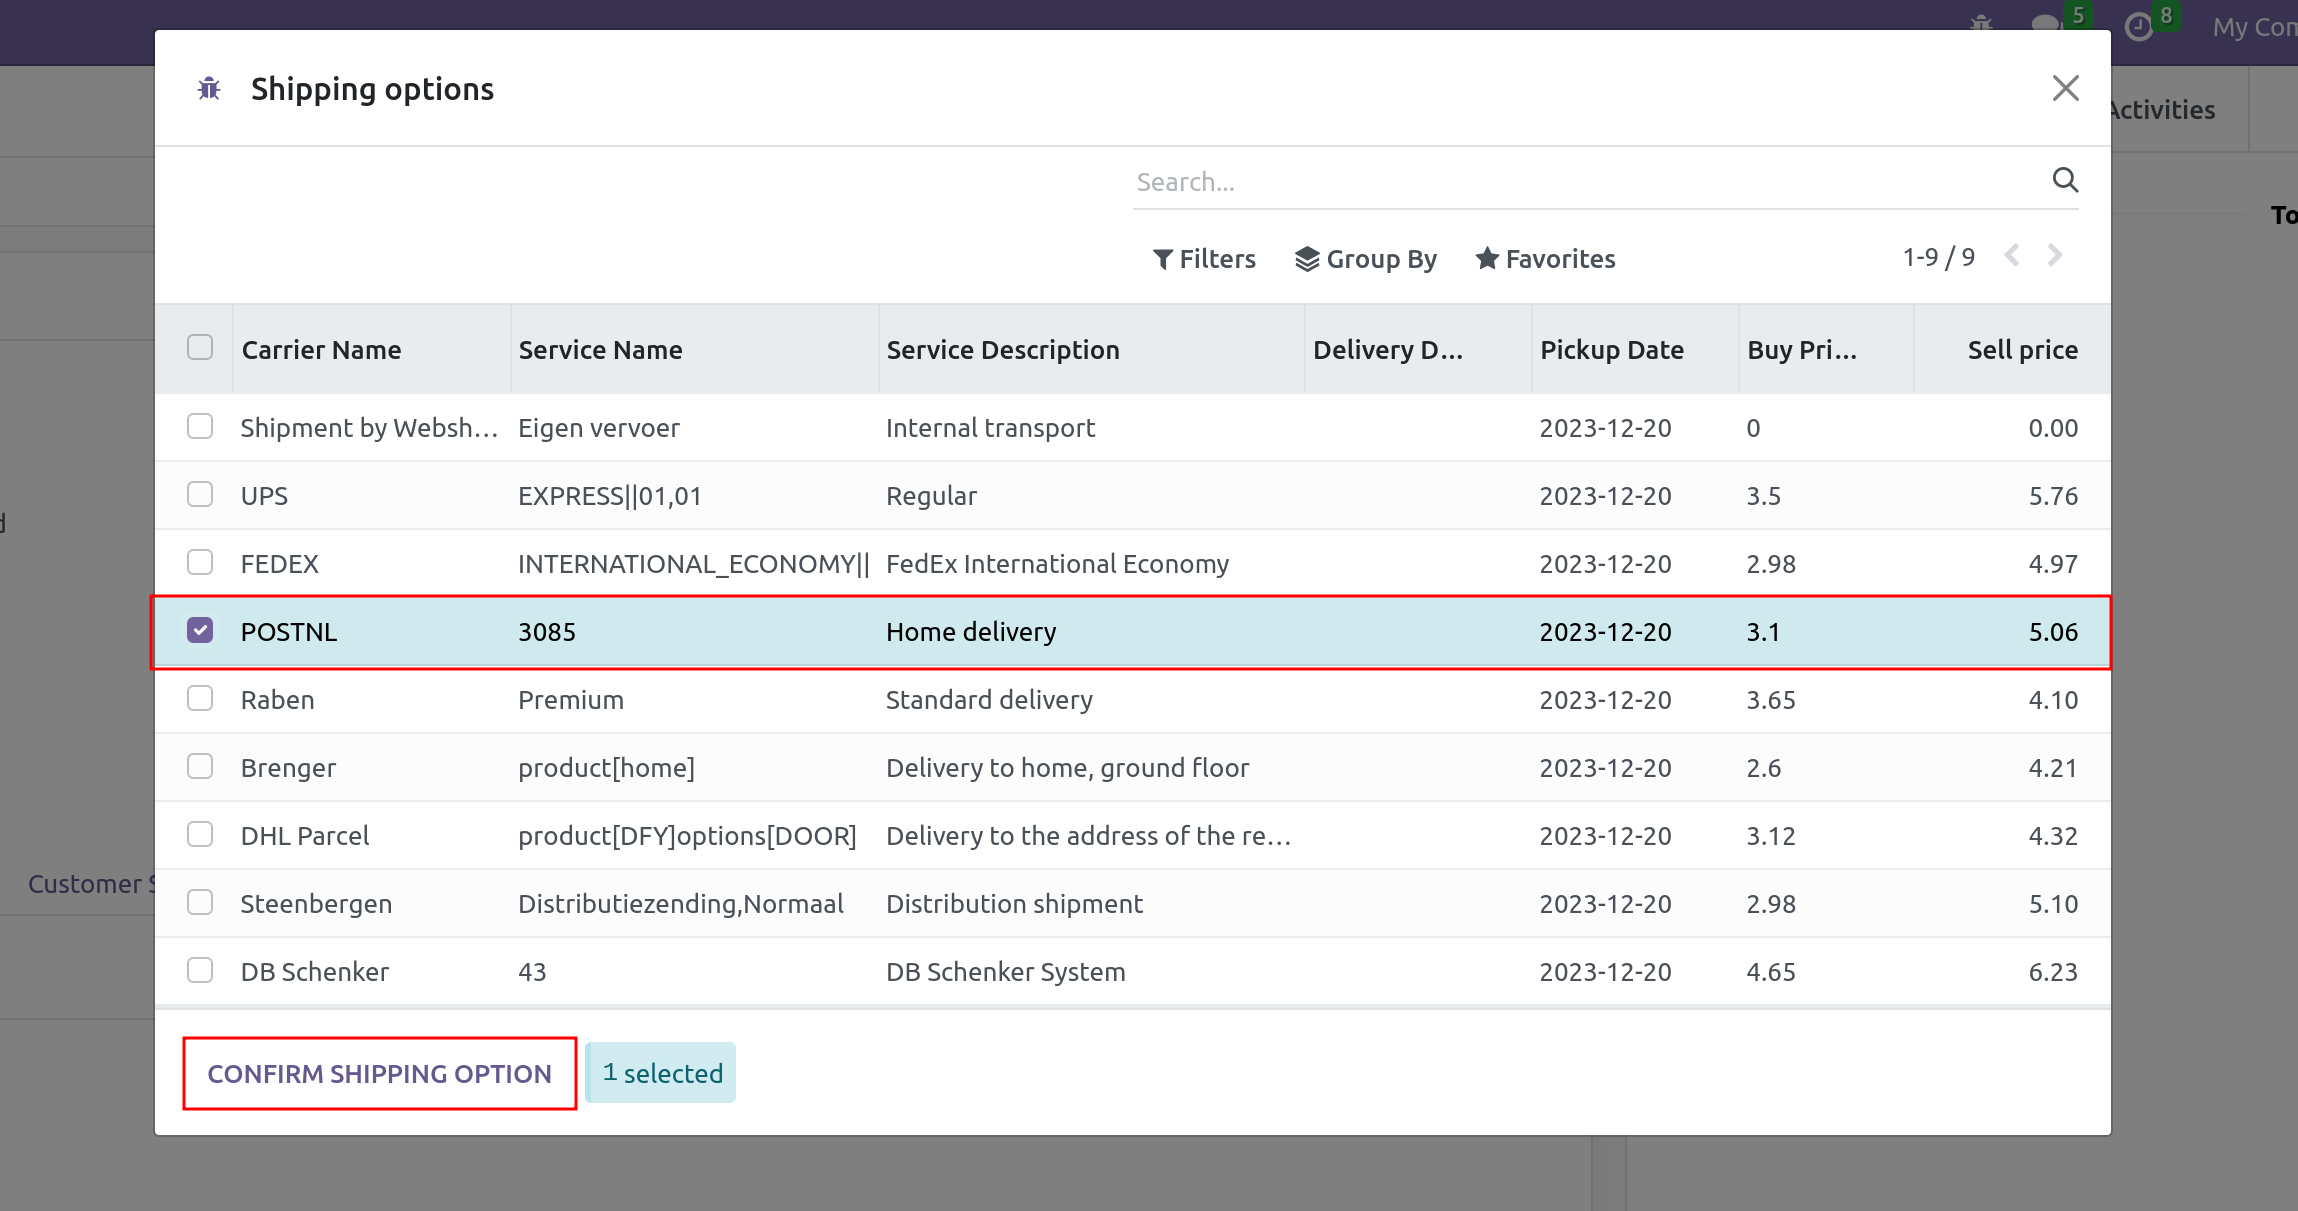 5 8 My Com
Shipping options
Activities
Search...
To
Filters Group By Favorites 1-9 / 9
Carrier Name Service Name Service Description Delivery D... Pickup Date Buy Pri... Sell price
Shipment by Websh... Eigen vervoer Internal transport 2023-12-20 0 0.00
UPS EXPRESS||01,01 Regular 2023-12-20 3.5 5.76
d
FEDEX INTERNATIONAL_ECONOMY|| FedEx International Economy 2023-12-20 2.98 4.97
POSTNL 3085 Home delivery 2023-12-20 3.1 5.06
Raben Premium Standard delivery 2023-12-20 3.65 4.10
Brenger product[home] Delivery to home, ground floor 2023-12-20 2.6 4.21
DHL Parcel product[DFY]options[DOOR] Delivery to the address of the re... 2023-12-20 3.12 4.32
Customer S
Steenbergen Distributiezending,Normaal Distribution shipment 2023-12-20 2.98 5.10
DB Schenker 43 DB Schenker System 2023-12-20 4.65 6.23
CONFIRM SHIPPING OPTION 1 selected